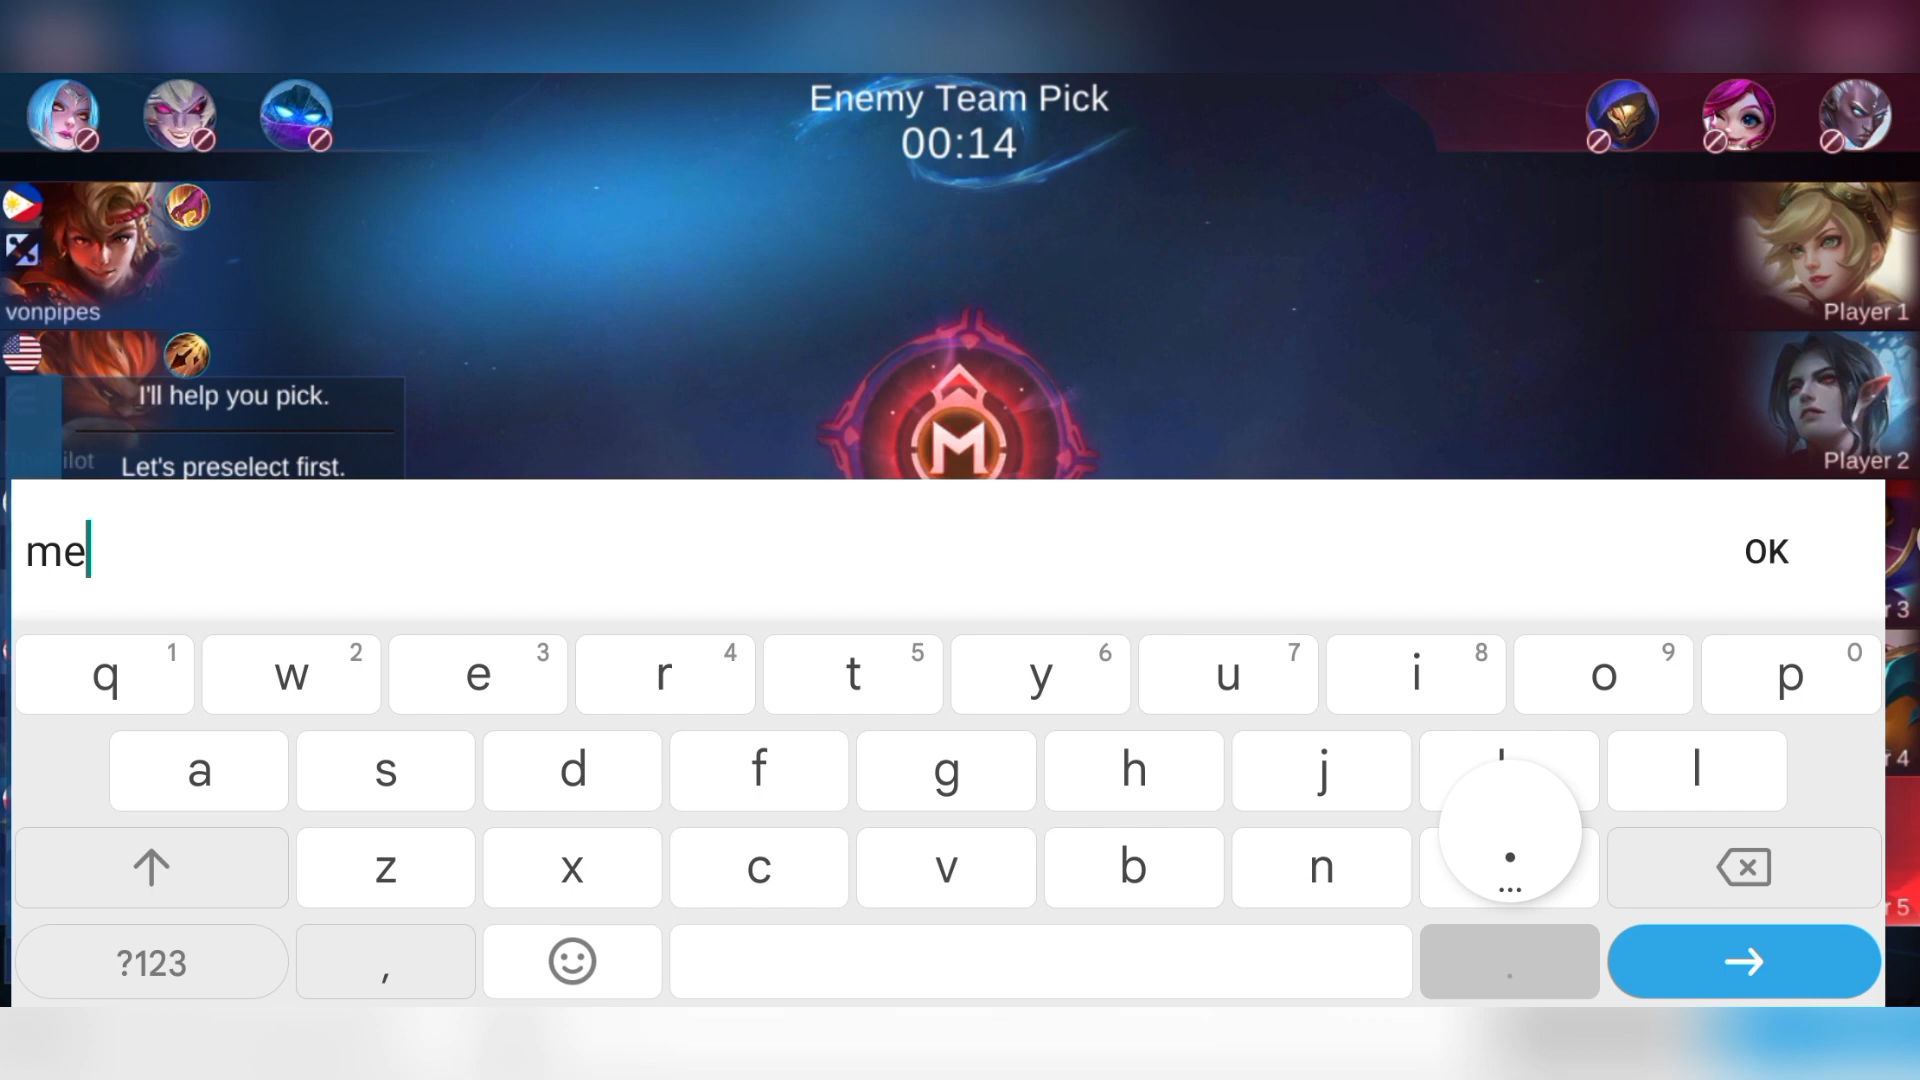 Enemy Team Pick
00:14
vonpipes
Player 1
I'll help you pick.
ilot
Let's preselect first.
Player 2
me
OK
r 3
q 1 w 2 e 3 r 4 t 5 y 6 u 7 i 8 o 9 p 0
a s d f g h j l
r 4
z x c v b n . ...
r 5
?123 , .
M